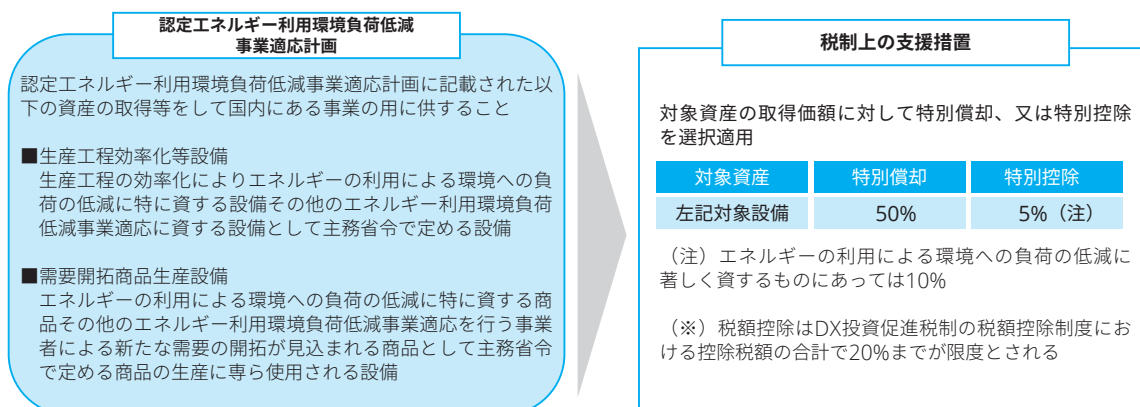 認定エネルギー利用環境負荷低減
事業適応計画
認定エネルギー利用環境負荷低減事業適応計画に記載された以
下の資産の取得等をして国内にある事業の用に供すること
■生産工程効率化等設備
生産工程の効率化によりエネルギーの利用による環境への負
荷の低減に特に資する設備その他のエネルギー利用環境負荷
低減事業適応に資する設備として主務省令で定める設備
■需要開拓商品生産設備
エネルギーの利用による環境への負荷の低減に特に資する商
品その他のエネルギー利用環境負荷低減事業適応を行う事業
者による新たな需要の開拓が見込まれる商品として主務省令
で定める商品の生産に専ら使用される設備
税制上の支援措置
対象資産の取得価額に対して特別償却、又は特別控除
を選択適用
対象資産 特別償却 特別控除
左記対象設備 50% 5%（注）
（注）エネルギーの利用による環境への負荷の低減に
著しく資するものにあっては10%
（※）税額控除はDX投資促進税制の税額控除制度にお
ける控除税額の合計で20%までが限度とされる